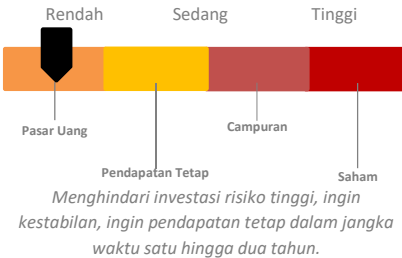 Rendah Sedang Tinggi
Pasar Uang
Campuran
Pendapatan Tetap
Saham
Menghindari investasi risiko tinggi, ingin
kestabilan, ingin pendapatan tetap dalam jangka
waktu satu hingga dua tahun.